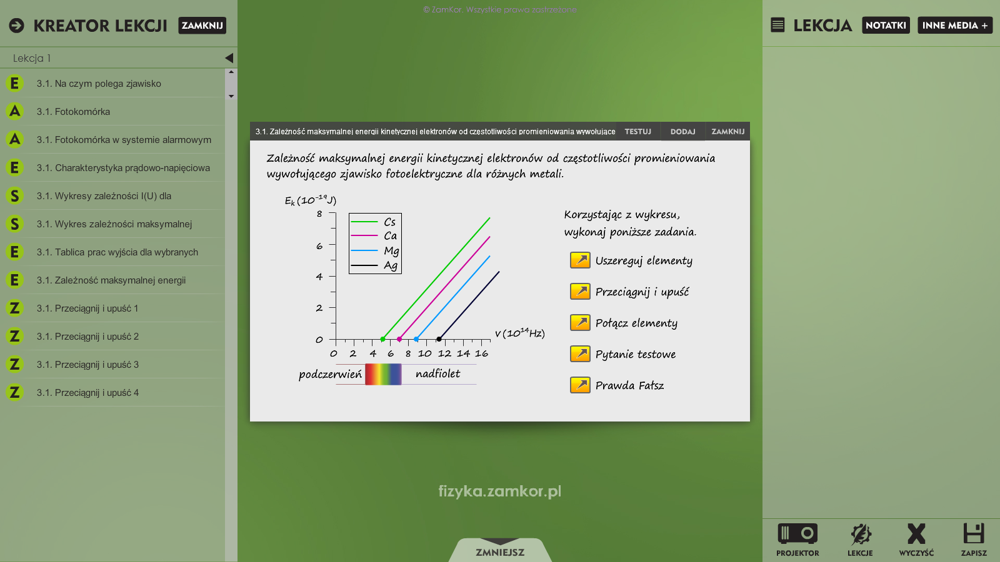 © ZamKor. Wszystkie prawa zastrzeżone
KREATOR LEKCJI
ZAMKNIJ
Lekcja 1
E 3.1. Na czym polega zjawisko
A 3.1. Fotokomórka
A 3.1. Fotokomórka w systemie alarmowym
E 3.1. Charakterystyka prądowo-napięciowa
S 3.1. Wykresy zależności I(U) dla
S 3.1. Wykres zależności maksymalnej
E 3.1. Tablica prac wyjścia dla wybranych
E 3.1. Zależność maksymalnej energii
Z 3.1. Przeciągnij i upuść 1
Z 3.1. Przeciągnij i upuść 2
Z 3.1. Przeciągnij i upuść 3
Z 3.1. Przeciągnij i upuść 4
3.1. Zależność maksymalnej energii kinetycznej elektronów od częstotliwości promieniowania wywołujące
TESTUJ
DODAJ
ZAMKNIJ
Zależność maksymalnej energii kinetycznej elektronów od częstotliwości promieniowania
wywołującego zjawisko fotoelektryczne dla różnych metali.
Eₖ (10⁻¹⁹J)
8
6
4
2
0
Cs
Ca
Mg
Ag
ν (10¹⁴Hz)
0 2 4 6 8 10 12 14 16
podczerwień
nadfiolet
Korzystając z wykresu,
wykonaj poniższe zadania.
Uszereguj elementy
Przeciągnij i upuść
Połącz elementy
Pytanie testowe
Prawda Fałsz
fizyka.zamkor.pl
ZMNIEJSZ
LEKCJA
NOTATKI
INNE MEDIA +
PROJEKTOR
LEKCJE
WYCZYŚĆ
ZAPISZ